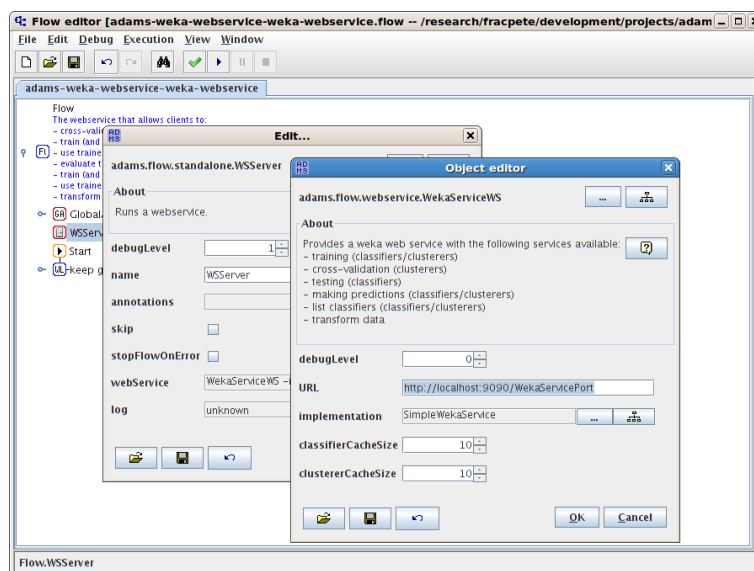 Flow editor [adams-weka-webservice-weka-webservice.flow -- /research/fracpete/development/projects/adam
File Edit Debug Execution View Window
adams-weka-webservice-weka-webservice
Flow
The webservice that allows clients to:
- cross-vali
- train (and
- use traine
- evaluate t
- train (and
- use traine
- transform
Fl
GA Global
WSServ
Start
WL keep g
ADMS Edit...
adams.flow.standalone.WSServer
About
Runs a webservice.
debugLevel 1
name WSServer
annotations
skip
stopFlowOnError
webService WekaServiceWS -i
log unknown
ADMS Object editor
adams.flow.webservice.WekaServiceWS ...
About
Provides a weka web service with the following services available:
- training (classifiers/clusterers)
- cross-validation (clusterers)
- testing (classifiers)
- making predictions (classifiers/clusterers)
- list classifiers (classifiers/clusterers)
- transform data
debugLevel 0
URL http://localhost:9090/WekaServicePort
implementation SimpleWekaService ...
classifierCacheSize 10
clustererCacheSize 10
OK Cancel
Flow.WSServer